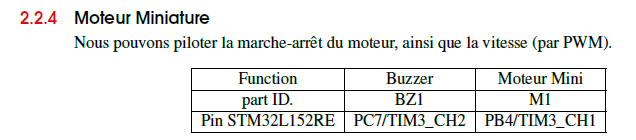 2.2.4 Moteur Miniature
Nous pouvons piloter la marche-arrêt du moteur, ainsi que la vitesse (par PWM).
Function Buzzer Moteur Mini
part ID. BZ1 M1
Pin STM32L152RE PC7/TIM3_CH2 PB4/TIM3_CH1